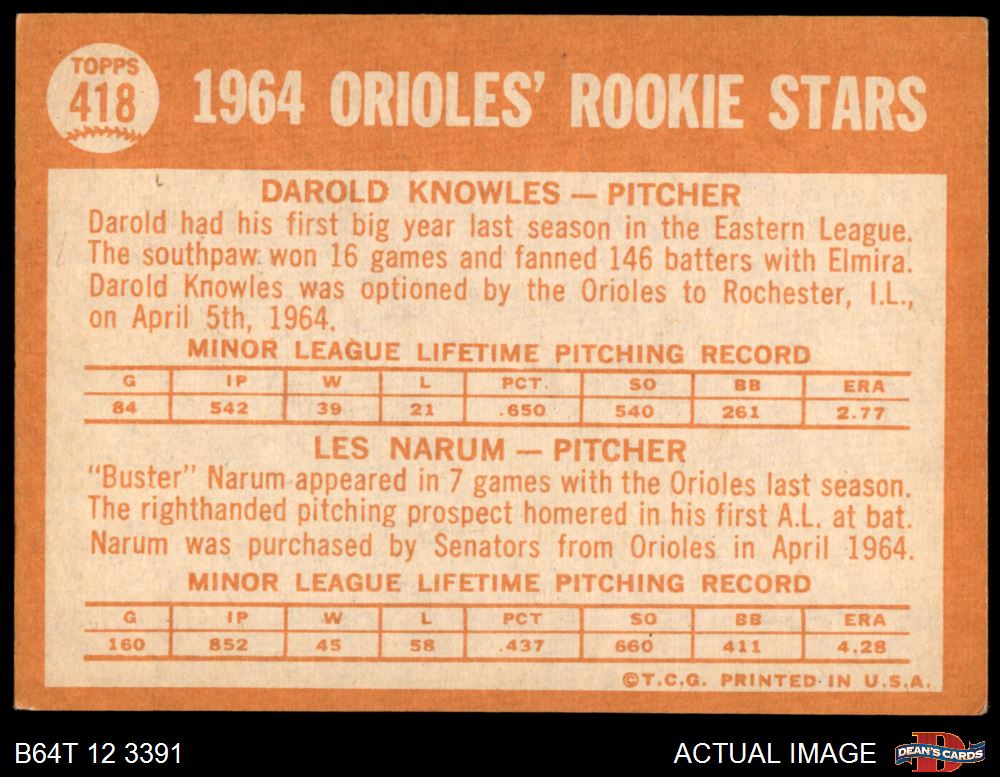 TOPPS
418
1964 ORIOLES' ROOKIE STARS
DAROLD KNOWLES — PITCHER
Darold had his first big year last season in the Eastern League.
The southpaw won 16 games and fanned 146 batters with Elmira.
Darold Knowles was optioned by the Orioles to Rochester, I.L.,
on April 5th, 1964.
MINOR LEAGUE LIFETIME PITCHING RECORD
G IP W L PCT. SO BB ERA
84 542 39 21 .650 540 261 2.77
LES NARUM — PITCHER
"Buster" Narum appeared in 7 games with the Orioles last season.
The righthanded pitching prospect homered in his first A.L. at bat.
Narum was purchased by Senators from Orioles in April 1964.
MINOR LEAGUE LIFETIME PITCHING RECORD
G IP W L PCT SO BB ERA
160 852 45 58 .437 660 411 4.28
©T.C.G. PRINTED IN U.S.A.
B64T 12 3391
ACTUAL IMAGE
D
DEAN'S CARDS